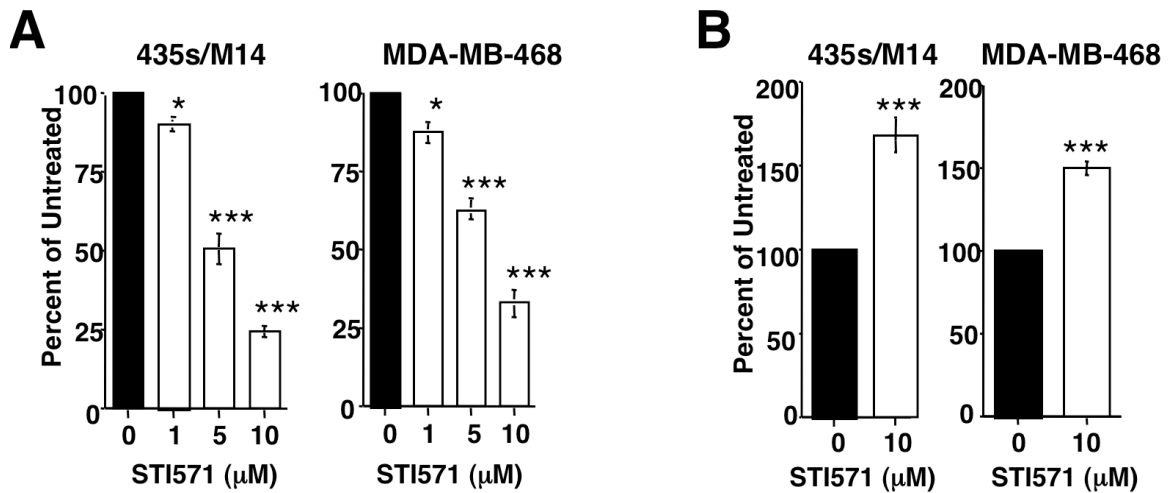 A
B
435s/M14
MDA-MB-468
435s/M14
MDA-MB-468
Percent of Untreated
100
75
50
25
0
*
***
***
0 1 5 10
STI571 (μM)
100
75
50
25
0
*
***
***
0 1 5 10
STI571 (μM)
Percent of Untreated
200
150
100
50
0
***
0 10
STI571 (μM)
200
150
100
50
0
***
0 10
STI571 (μM)